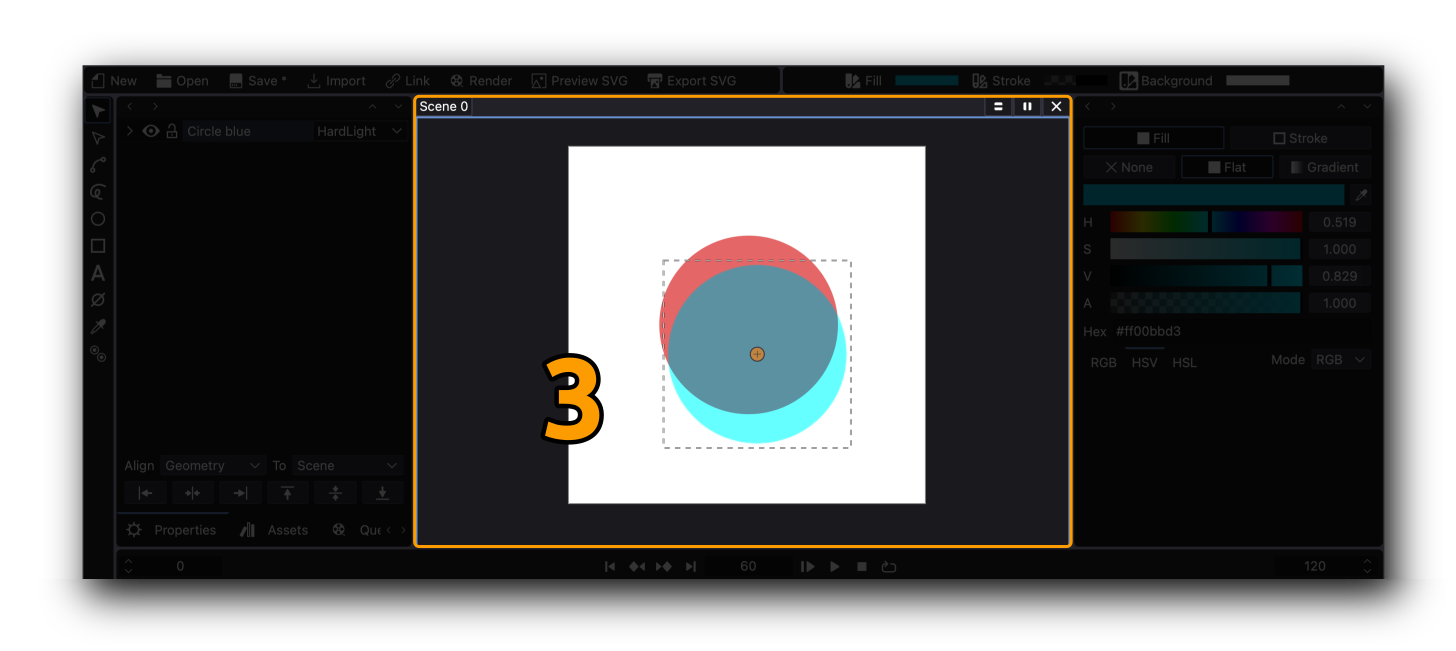 New Open Save * Import Link Render Preview SVG Export SVG Fill Stroke Background
Scene 0
Circle blue HardLight
Fill Stroke
None Flat Gradient
H 0.519
S 1.000
V 0.829
A 1.000
Hex #ff00bbd3
RGB HSV HSL Mode RGB
3
Align Geometry To Scene
Properties Assets Que
0 60 120